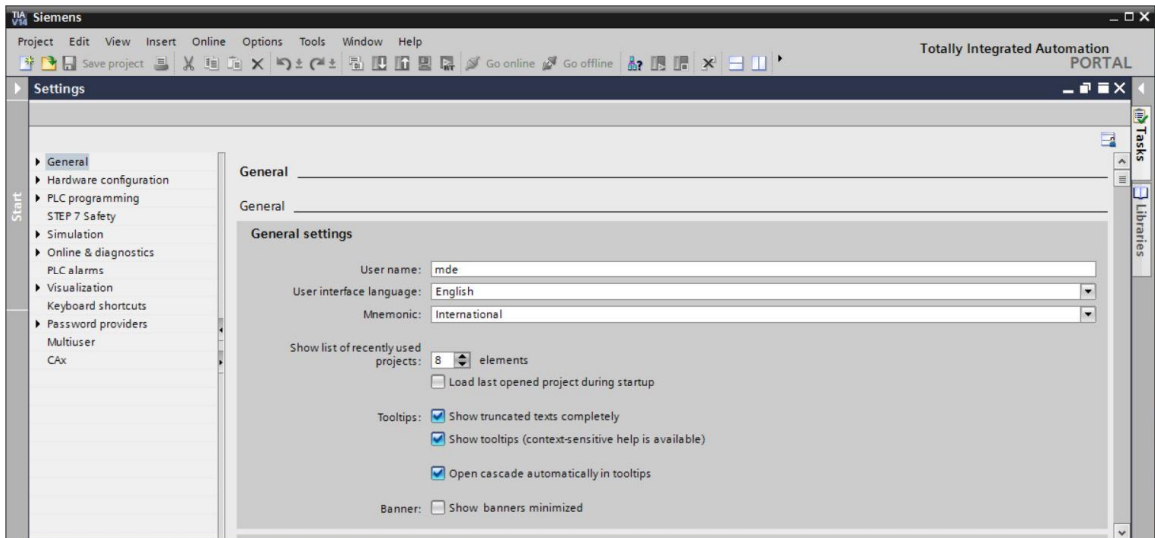 TIA V14 Siemens
Project Edit View Insert Online Options Tools Window Help
Totally Integrated Automation
PORTAL
Save project Go online Go offline
Settings
Start
Tasks
Libraries
General
Hardware configuration
PLC programming
STEP 7 Safety
Simulation
Online & diagnostics
PLC alarms
Visualization
Keyboard shortcuts
Password providers
Multiuser
CAx
General
General
General settings
User name: mde
User interface language: English
Mnemonic: International
Show list of recently used
projects: 8 elements
Load last opened project during startup
Tooltips: Show truncated texts completely
Show tooltips (context-sensitive help is available)
Open cascade automatically in tooltips
Banner: Show banners minimized